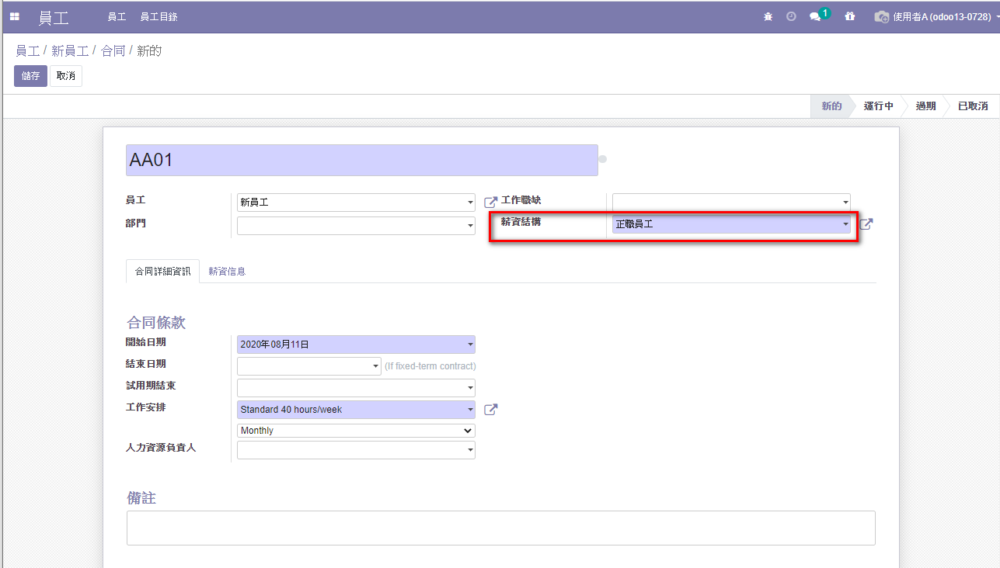 員工 員工 員工目錄 1 使用者A (odoo13-0728)
員工 / 新員工 / 合同 / 新的
儲存 取消
新的 運行中 過期 已取消
AA01
員工 新員工 工作職缺
部門 薪資結構 正職員工
合同詳細資訊 薪資信息
合同條款
開始日期 2020年08月11日
結束日期 (If fixed-term contract)
試用期結束
工作安排 Standard 40 hours/week
Monthly
人力資源負責人
備註